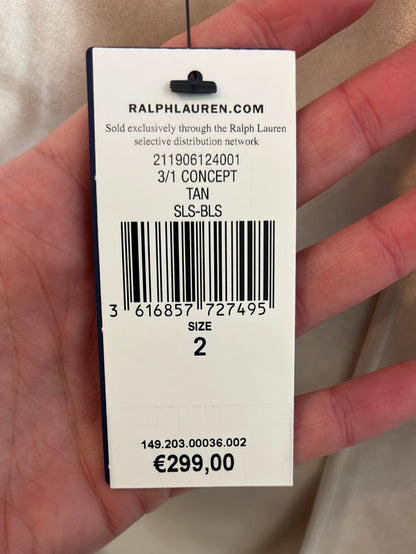 RALPHLAUREN.COM
Sold exclusively through the Ralph Lauren
selective distribution network
211906124001
3/1 CONCEPT
TAN
SLS-BLS
3 616857 727495
SIZE
2
149.203.00036.002
€299,00